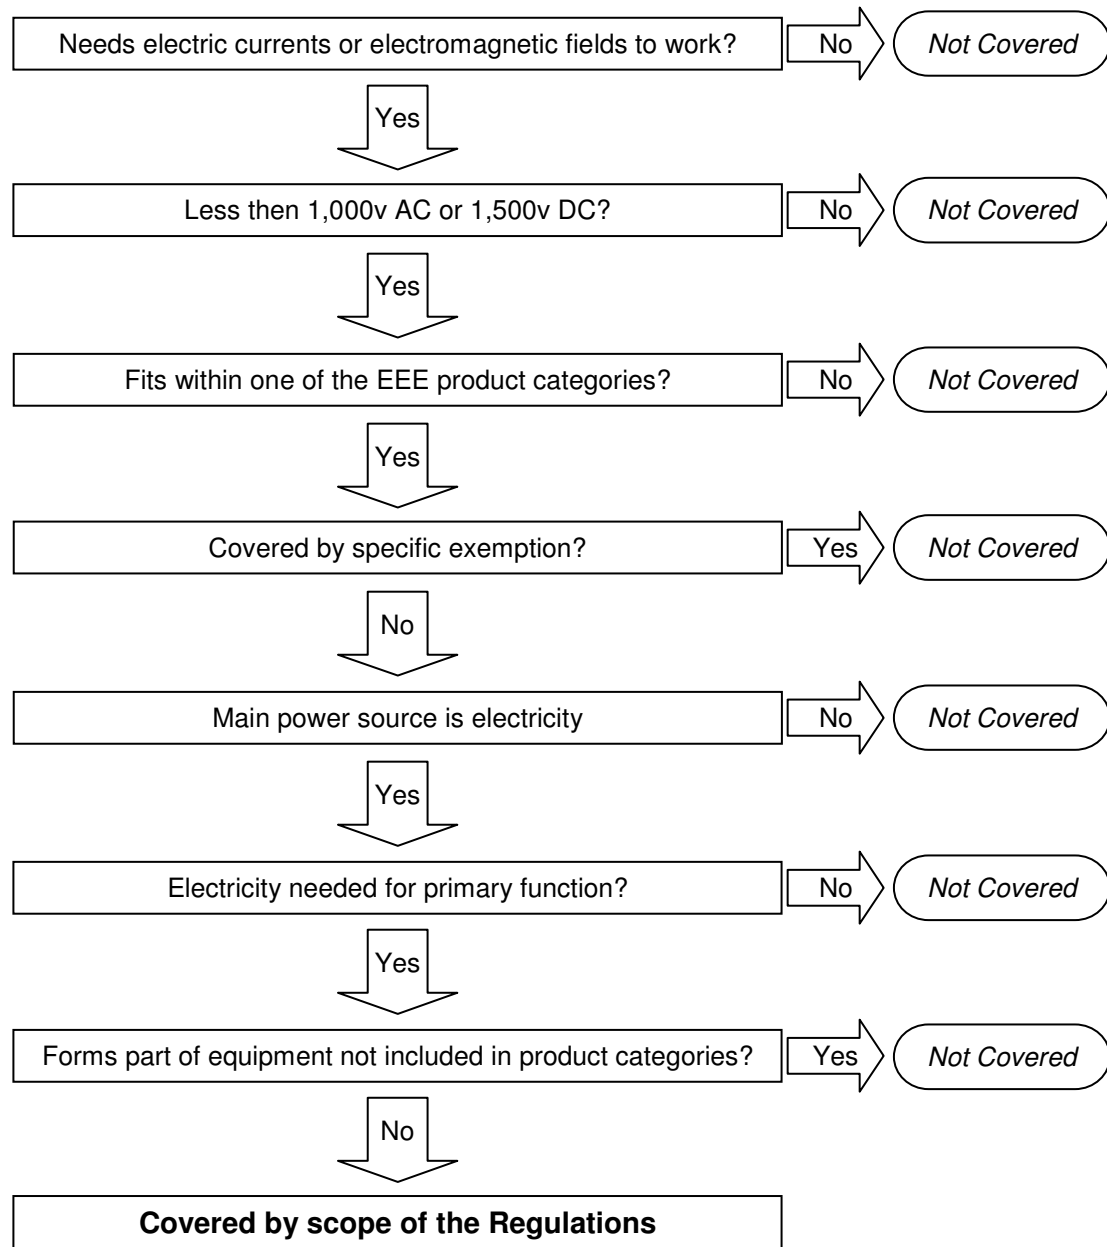 Needs electric currents or electromagnetic fields to work?
No
Not Covered
Yes
Less then 1,000v AC or 1,500v DC?
No
Not Covered
Yes
Fits within one of the EEE product categories?
No
Not Covered
Yes
Covered by specific exemption?
Yes
Not Covered
No
Main power source is electricity
No
Not Covered
Yes
Electricity needed for primary function?
No
Not Covered
Yes
Forms part of equipment not included in product categories?
Yes
Not Covered
No
Covered by scope of the Regulations